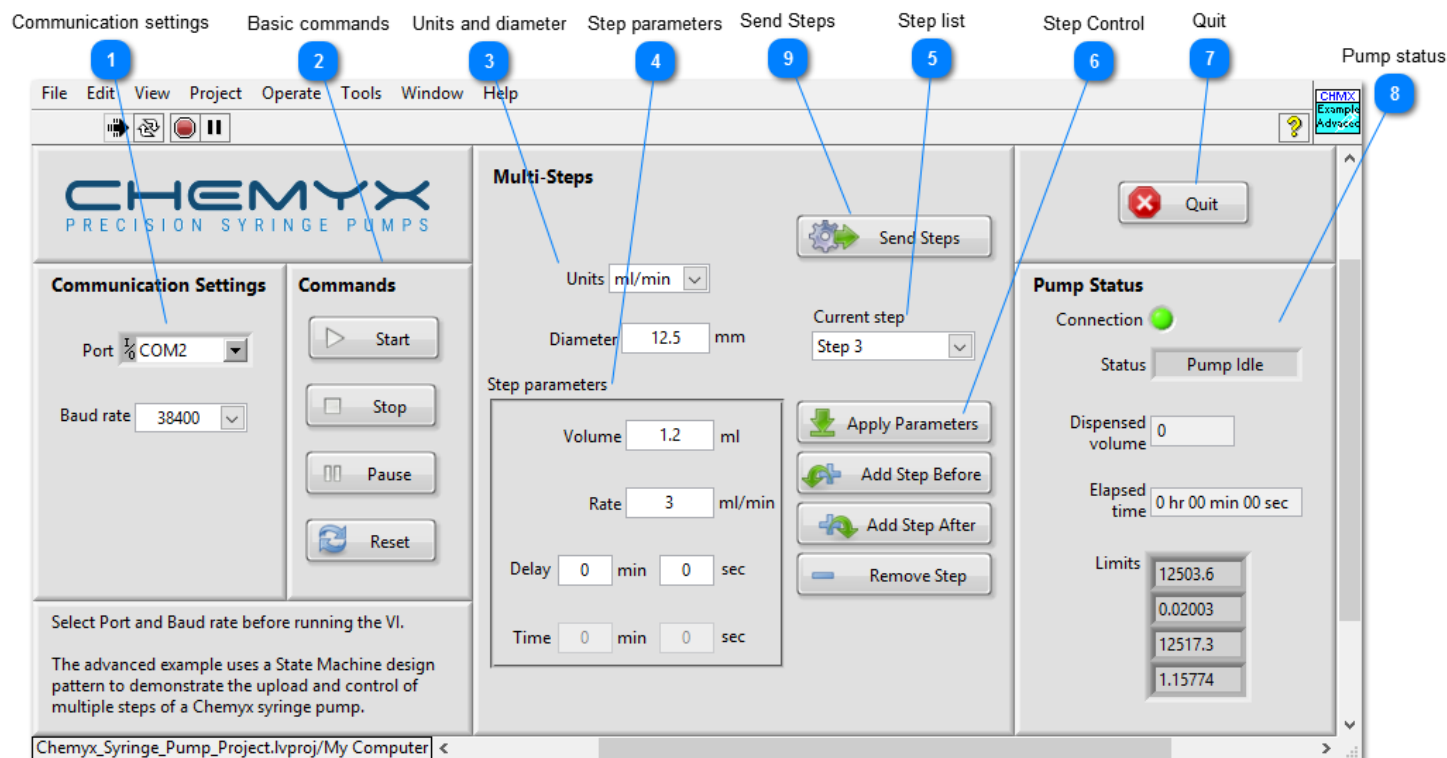 Communication settings
Basic commands
Units and diameter
Step parameters
Send Steps
Step list
Step Control
Quit
Pump status
1
2
3
4
9
5
6
7
8
File Edit View Project Operate Tools Window Help
CHMX
Example
Advaced
CHEMYX
PRECISION SYRINGE PUMPS
Communication Settings
Port COM2
Baud rate 38400
Commands
Start
Stop
Pause
Reset
Select Port and Baud rate before running the VI.
The advanced example uses a State Machine design
pattern to demonstrate the upload and control of
multiple steps of a Chemyx syringe pump.
Multi-Steps
Send Steps
Units ml/min
Diameter 12.5 mm
Current step
Step 3
Step parameters
Volume 1.2 ml
Rate 3 ml/min
Delay 0 min 0 sec
Time 0 min 0 sec
Apply Parameters
Add Step Before
Add Step After
Remove Step
Quit
Pump Status
Connection
Status Pump Idle
Dispensed
volume 0
Elapsed
time 0 hr 00 min 00 sec
Limits
12503.6
0.02003
12517.3
1.15774
Chemyx_Syringe_Pump_Project.lvproj/My Computer